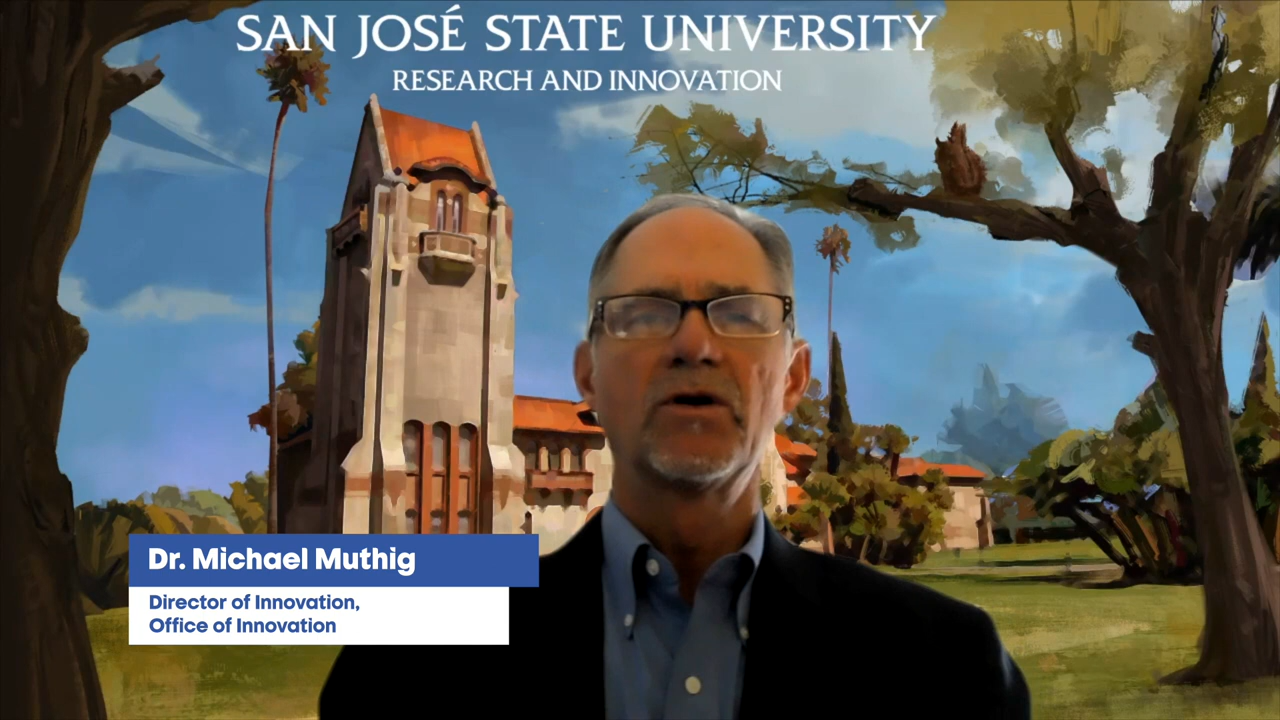 SAN JOSÉ STATE UNIVERSITY
RESEARCH AND INNOVATION
Dr. Michael Muthig
Director of Innovation,
Office of Innovation